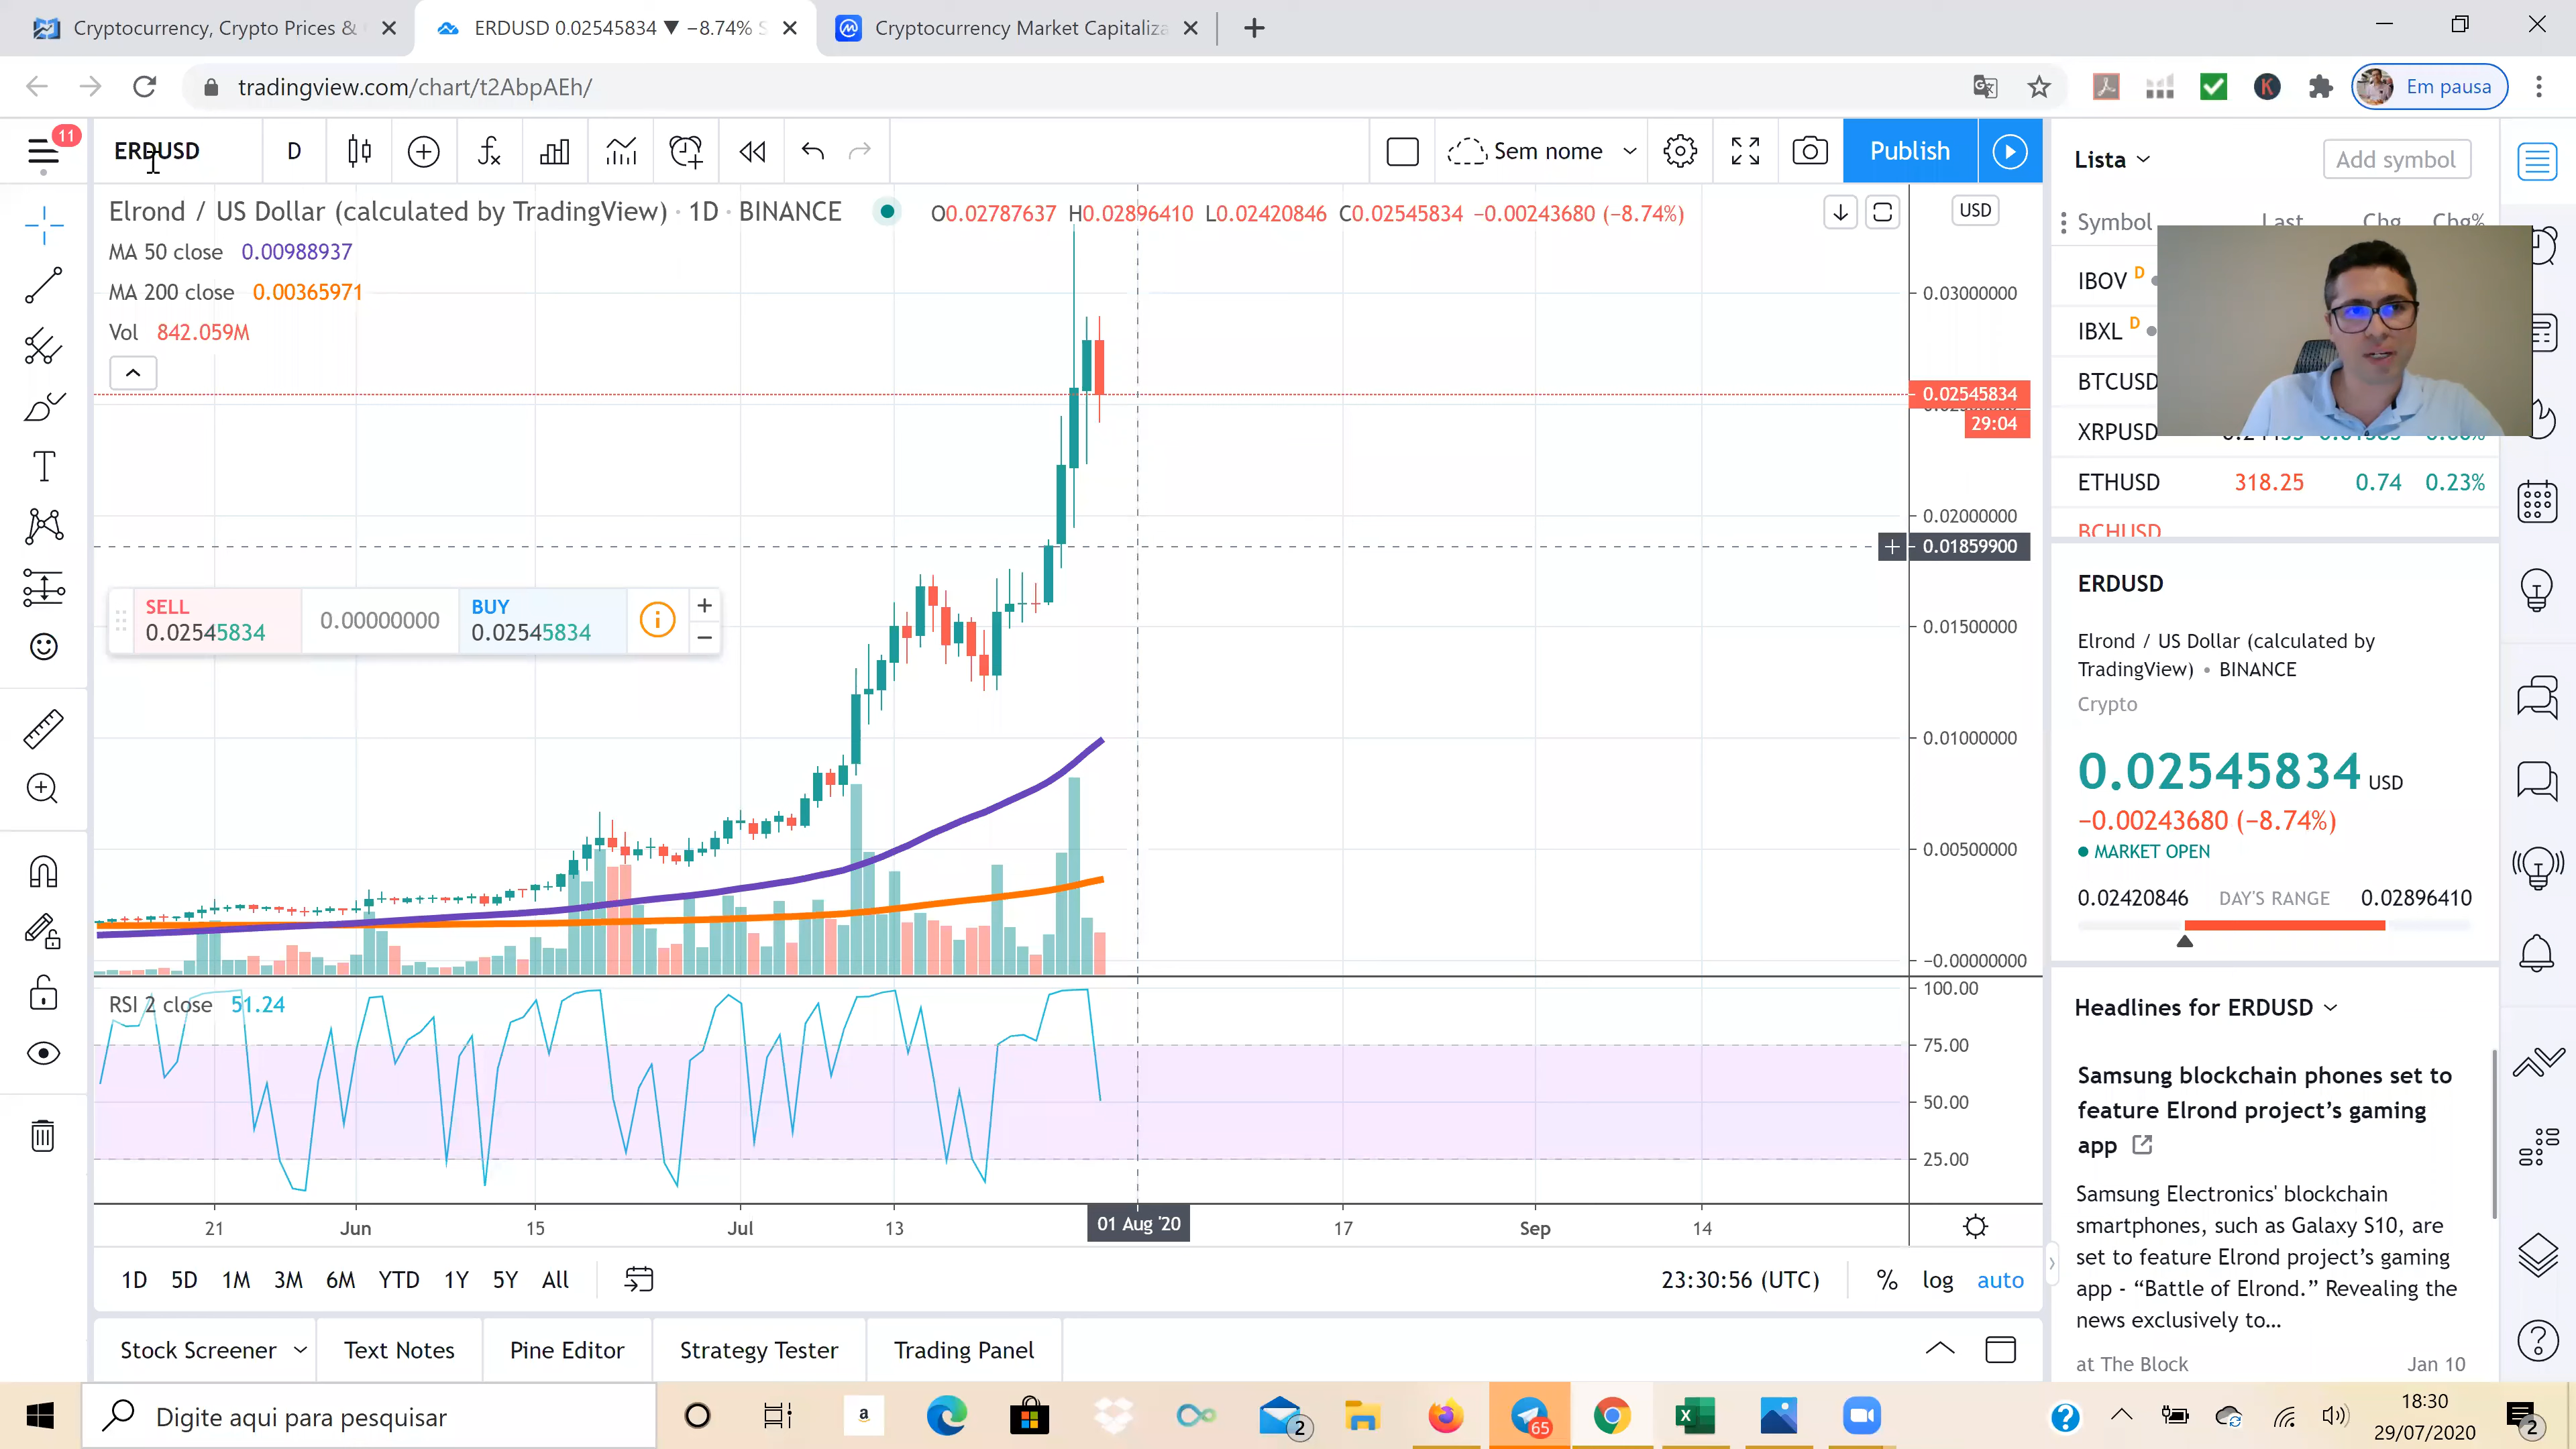 Cryptocurrency, Crypto Prices &
ERDUSD 0.02545834 ▼ −8.74% S
Cryptocurrency Market Capitaliza
tradingview.com/chart/t2AbpAEh/
Em pausa
11
ERDUSD
D
Sem nome
Publish
Lista
Add symbol
Elrond / US Dollar (calculated by TradingView) · 1D · BINANCE
O0.02787637 H0.02896410 L0.02420846 C0.02545834 −0.00243680 (−8.74%)
USD
MA 50 close 0.00988937
MA 200 close 0.00365971
Vol 842.059M
Symbol Last Chg Chg%
IBOV D
IBXL D
BTCUSD
XRPUSD
ETHUSD 318.25 0.74 0.23%
BCHUSD
0.03000000
0.02545834
29:04
0.02000000
0.01859900
0.01500000
0.01000000
0.00500000
−0.00000000
SELL
0.02545834
0.00000000
BUY
0.02545834
ERDUSD
Elrond / US Dollar (calculated by
TradingView) • BINANCE
Crypto
0.02545834 USD
−0.00243680 (−8.74%)
MARKET OPEN
0.02420846 DAY'S RANGE 0.02896410
RSI 2 close 51.24
100.00
75.00
50.00
25.00
Headlines for ERDUSD
Samsung blockchain phones set to
feature Elrond project’s gaming
app
Samsung Electronics' blockchain
smartphones, such as Galaxy S10, are
set to feature Elrond project’s gaming
app - “Battle of Elrond.” Revealing the
news exclusively to...
at The Block Jan 10
21 Jun 15 Jul 13 01 Aug '20 17 Sep 14
1D 5D 1M 3M 6M YTD 1Y 5Y All
23:30:56 (UTC) % log auto
Stock Screener Text Notes Pine Editor Strategy Tester Trading Panel
Digite aqui para pesquisar
a
2
65
18:30
29/07/2020
2